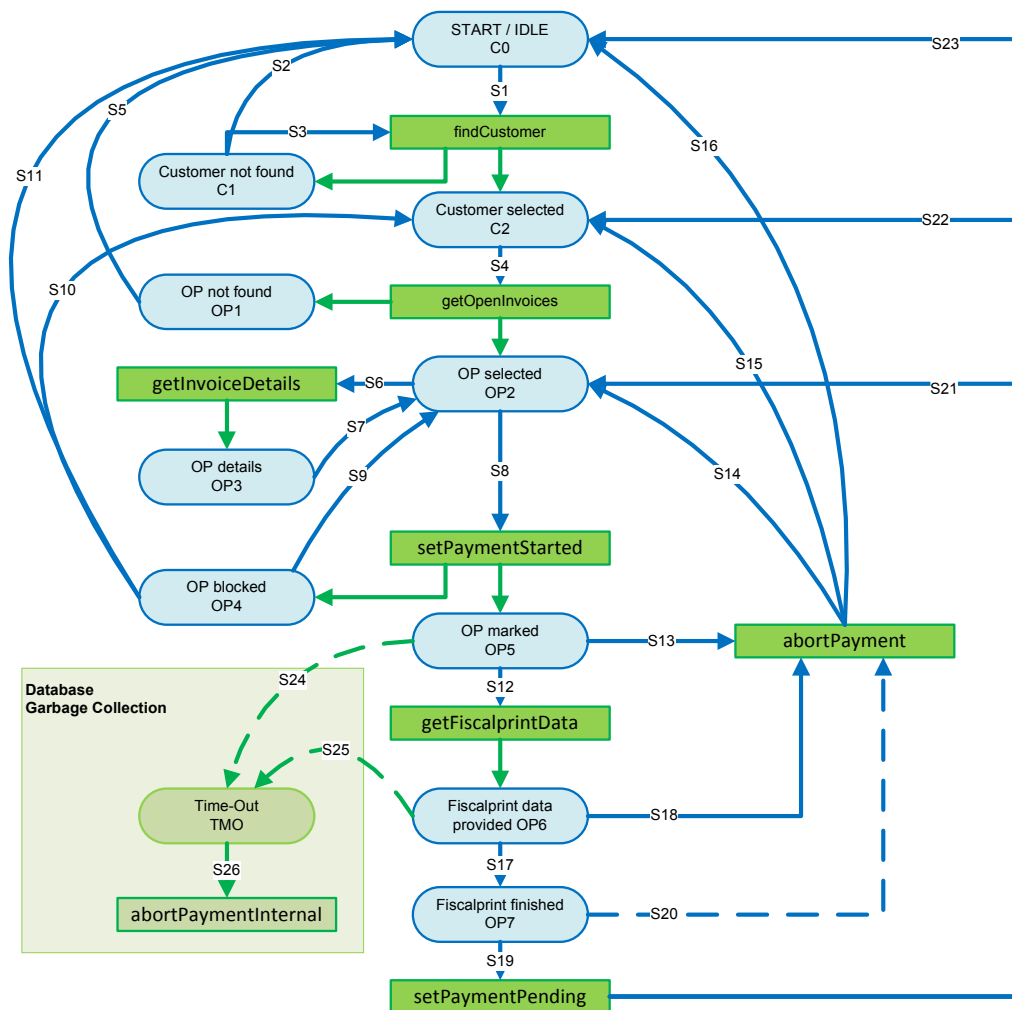 START / IDLE
C0
S23
S2
S1
S5
S3
findCustomer
S16
Customer not found
C1
S11
Customer selected
C2
S22
S4
S10
OP not found
OP1
getOpenInvoices
S15
getInvoiceDetails
S6
OP selected
OP2
S21
S7
OP details
OP3
S9
S8
S14
setPaymentStarted
OP blocked
OP4
OP marked
OP5
S13
abortPayment
S24
S12
Database
Garbage Collection
getFiscalprintData
S25
Time-Out
TMO
Fiscalprint data
provided OP6
S18
S26
S17
abortPaymentInternal
Fiscalprint finished
OP7
S20
S19
setPaymentPending